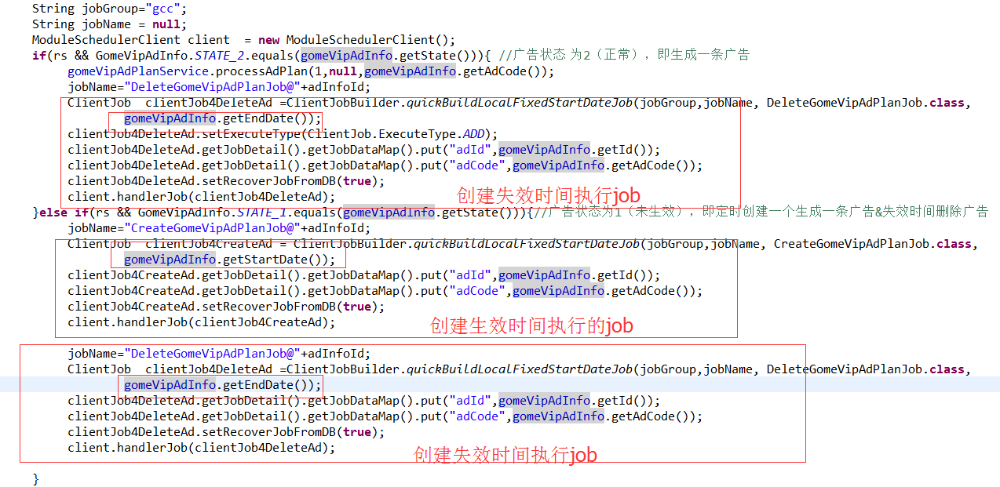 String jobGroup="gcc";
String jobName = null;
ModuleSchedulerClient client  = new ModuleSchedulerClient();
if(rs && GomeVipAdInfo.STATE_2.equals(gomeVipAdInfo.getState())){ //广告状态 为2（正常），即生成一条广告
gomeVipAdPlanService.processAdPlan(1,null,gomeVipAdInfo.getAdCode());
jobName="DeleteGomeVipAdPlanJob@"+adInfoId;
ClientJob  clientJob4DeleteAd =ClientJobBuilder.quickBuildLocalFixedStartDateJob(jobGroup,jobName, DeleteGomeVipAdPlanJob.class,
gomeVipAdInfo.getEndDate());
clientJob4DeleteAd.setExecuteType(ClientJob.ExecuteType.ADD);
clientJob4DeleteAd.getJobDetail().getJobDataMap().put("adId",gomeVipAdInfo.getId());
clientJob4DeleteAd.getJobDetail().getJobDataMap().put("adCode",gomeVipAdInfo.getAdCode());
clientJob4DeleteAd.setRecoverJobFromDB(true);
client.handlerJob(clientJob4DeleteAd);
创建失效时间执行job
}else if(rs && GomeVipAdInfo.STATE_1.equals(gomeVipAdInfo.getState())){//广告状态为1（未生效），即定时创建一个生成一条广告&失效时间删除广告
jobName="CreateGomeVipAdPlanJob@"+adInfoId;
ClientJob  clientJob4CreateAd = ClientJobBuilder.quickBuildLocalFixedStartDateJob(jobGroup,jobName, CreateGomeVipAdPlanJob.class,
gomeVipAdInfo.getStartDate());
clientJob4CreateAd.getJobDetail().getJobDataMap().put("adId",gomeVipAdInfo.getId());
clientJob4CreateAd.getJobDetail().getJobDataMap().put("adCode",gomeVipAdInfo.getAdCode());
clientJob4CreateAd.setRecoverJobFromDB(true);
client.handlerJob(clientJob4CreateAd);
创建生效时间执行的job
jobName="DeleteGomeVipAdPlanJob@"+adInfoId;
ClientJob  clientJob4DeleteAd =ClientJobBuilder.quickBuildLocalFixedStartDateJob(jobGroup,jobName, DeleteGomeVipAdPlanJob.class,
gomeVipAdInfo.getEndDate());
clientJob4DeleteAd.getJobDetail().getJobDataMap().put("adId",gomeVipAdInfo.getId());
clientJob4DeleteAd.getJobDetail().getJobDataMap().put("adCode",gomeVipAdInfo.getAdCode());
clientJob4DeleteAd.setRecoverJobFromDB(true);
client.handlerJob(clientJob4DeleteAd);
创建失效时间执行job
}